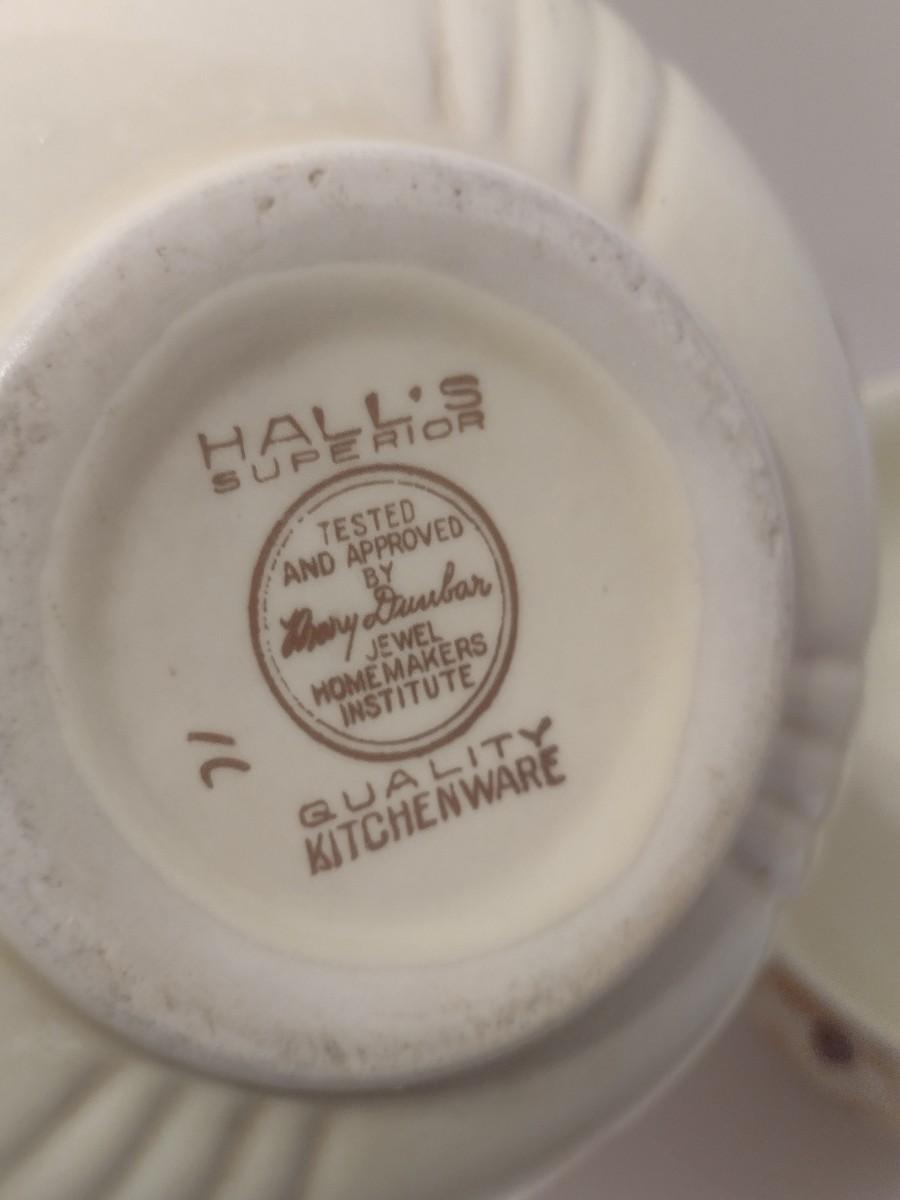 HALL'S
SUPERIOR
TESTED
AND APPROVED
BY
Mary Dunbar
JEWEL
HOMEMAKERS
INSTITUTE
QUALITY
KITCHENWARE